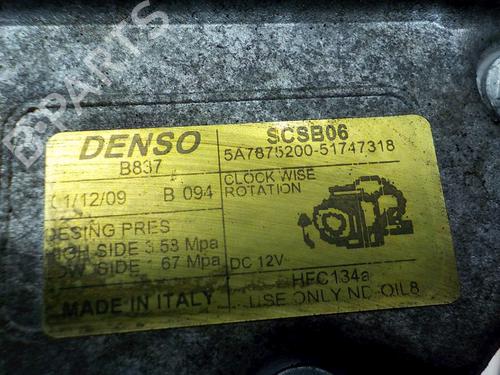 B-PARTS
DENSO
SCSB06
B837
5A7875200-51747318
01/12/09
B 094
CLOCK WISE
ROTATION
DESING PRES
HIGH SIDE 3.58 Mpa
LOW SIDE 1.67 Mpa
DC 12V
MADE IN ITALY
HFC134a
USE ONLY ND-OIL8